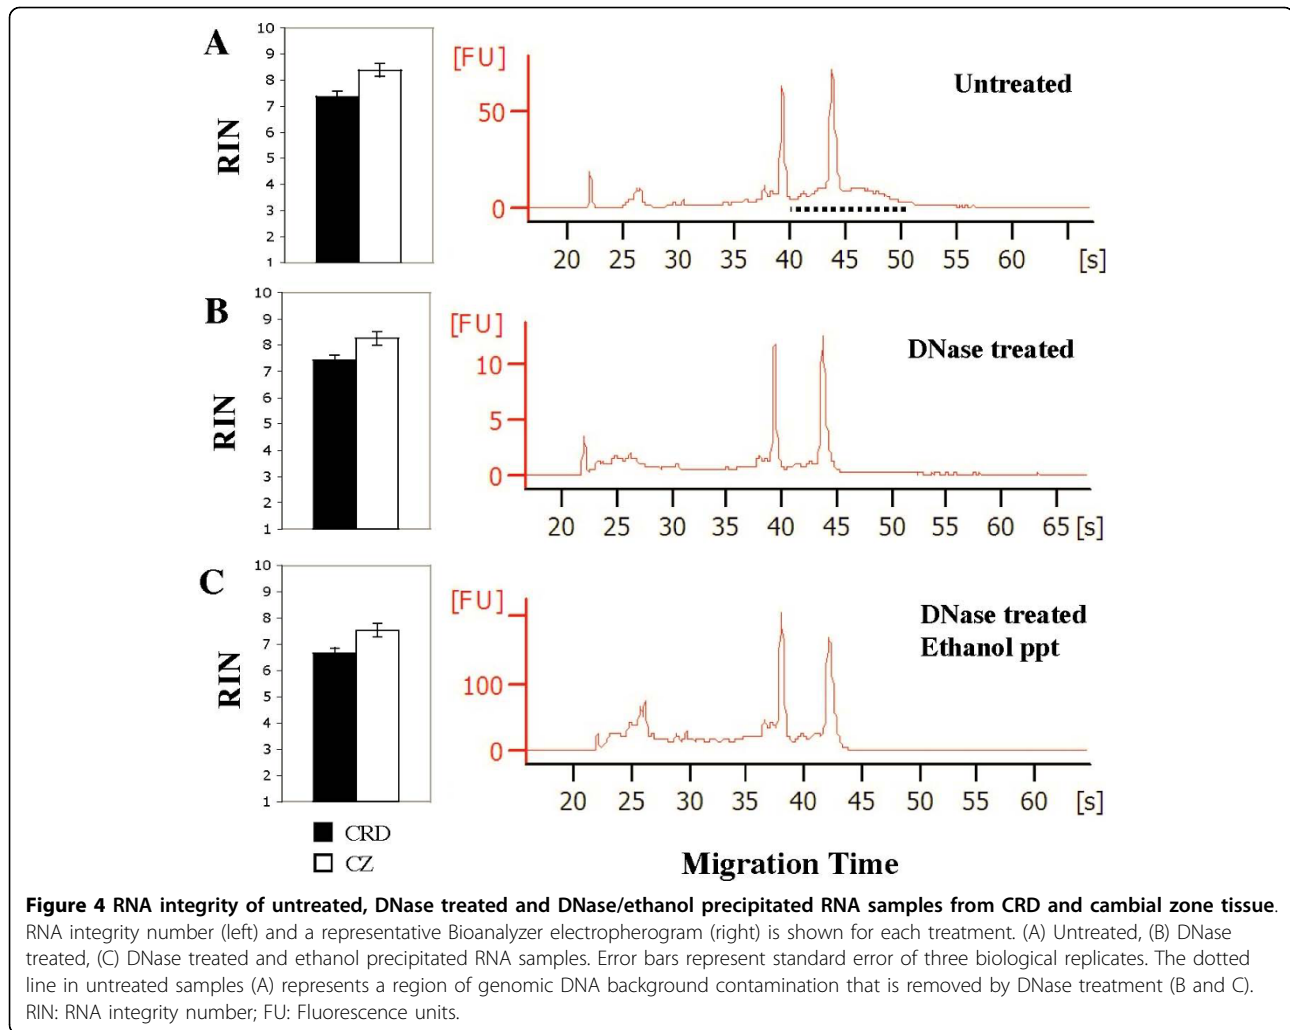 A
10
9
8
7
6
5
4
3
2
1
RIN
[FU]
50
0
Untreated
20 25 30 35 40 45 50 55 60 [s]
B
10
9
8
7
6
5
4
3
2
1
RIN
[FU]
10
5
0
DNase treated
20 25 30 35 40 45 50 55 60 65 [s]
C
10
9
8
7
6
5
4
3
2
1
RIN
[FU]
100
0
DNase treated
Ethanol ppt
20 25 30 35 40 45 50 55 60 [s]
CRD
CZ
Migration Time
Figure 4 RNA integrity of untreated, DNase treated and DNase/ethanol precipitated RNA samples from CRD and cambial zone tissue.
RNA integrity number (left) and a representative Bioanalyzer electropherogram (right) is shown for each treatment. (A) Untreated, (B) DNase
treated, (C) DNase treated and ethanol precipitated RNA samples. Error bars represent standard error of three biological replicates. The dotted
line in untreated samples (A) represents a region of genomic DNA background contamination that is removed by DNase treatment (B and C).
RIN: RNA integrity number; FU: Fluorescence units.